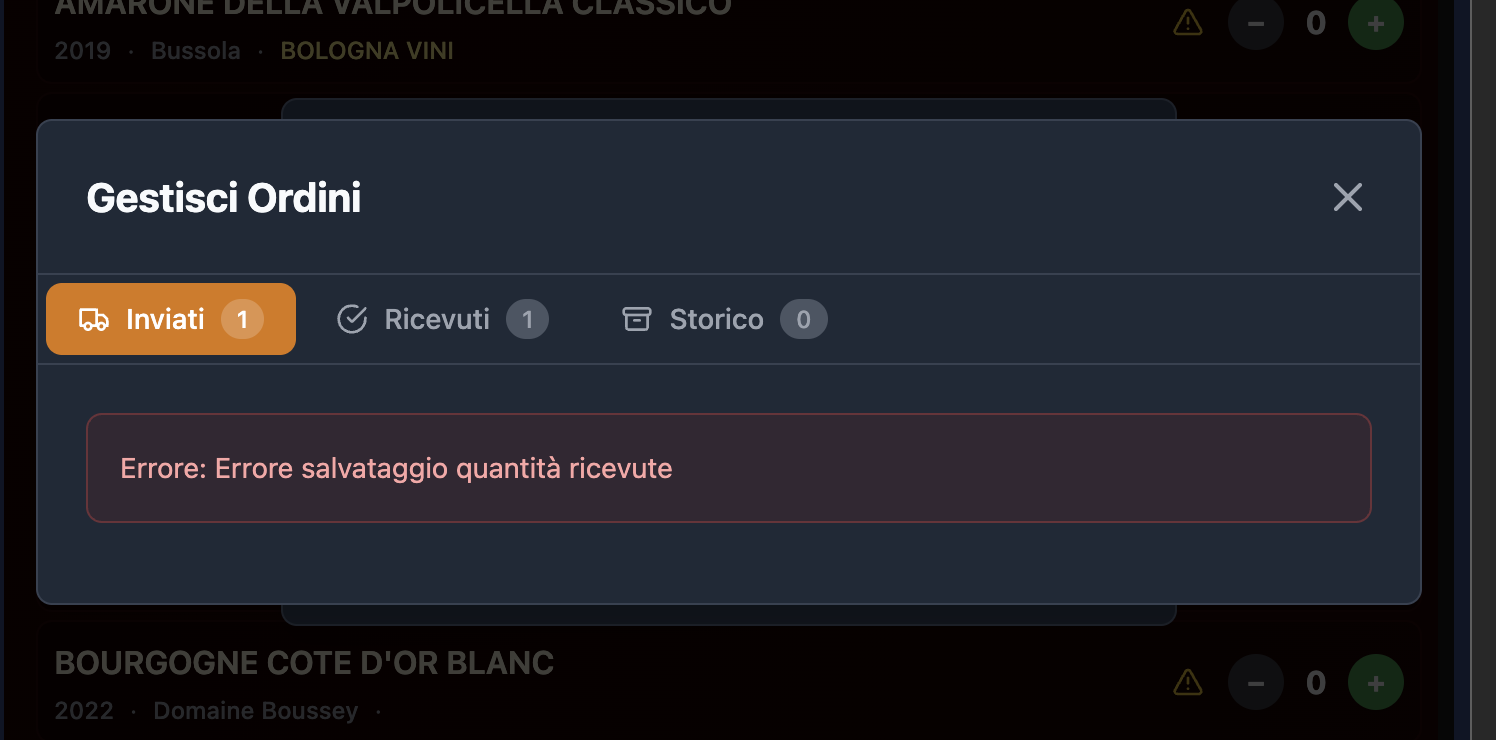 AMARONE DELLA VALPOLICELLA CLASSICO
2019 · Bussola · BOLOGNA VINI
− 0 +
Gestisci Ordini
Inviati 1 Ricevuti 1 Storico 0
Errore: Errore salvataggio quantità ricevute
BOURGOGNE COTE D'OR BLANC
− 0 +
2022 · Domaine Boussey ·